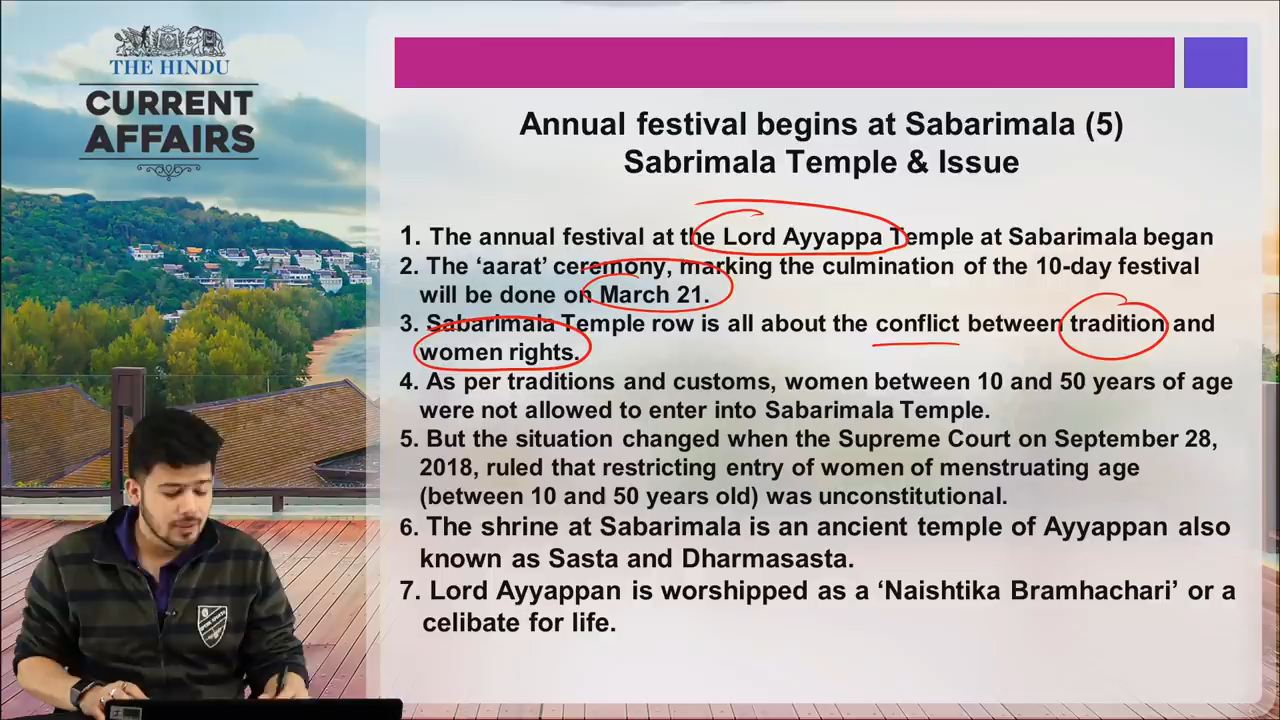 THE HINDU
CURRENT
AFFAIRS
Annual festival begins at Sabarimala (5)
Sabrimala Temple & Issue
1. The annual festival at the Lord Ayyappa Temple at Sabarimala began
2. The ‘aarat’ ceremony, marking the culmination of the 10-day festival
will be done on March 21.
3. Sabarimala Temple row is all about the conflict between tradition and
women rights.
4. As per traditions and customs, women between 10 and 50 years of age
were not allowed to enter into Sabarimala Temple.
5. But the situation changed when the Supreme Court on September 28,
2018, ruled that restricting entry of women of menstruating age
(between 10 and 50 years old) was unconstitutional.
6. The shrine at Sabarimala is an ancient temple of Ayyappan also
known as Sasta and Dharmasasta.
7. Lord Ayyappan is worshipped as a ‘Naishtika Bramhachari’ or a
celibate for life.